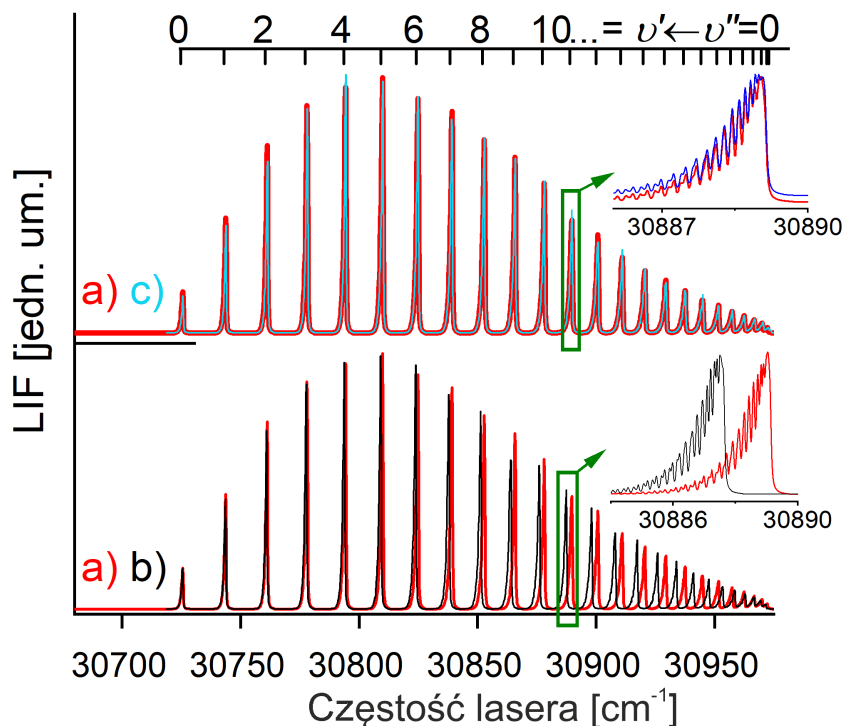 0 2 4 6 8 10 ... = υ'←υ"=0
30887 30890
a) c)
LIF [jedn. um.]
30886 30890
a) b)
30700 30750 30800 30850 30900 30950
Częstość lasera [cm⁻¹]